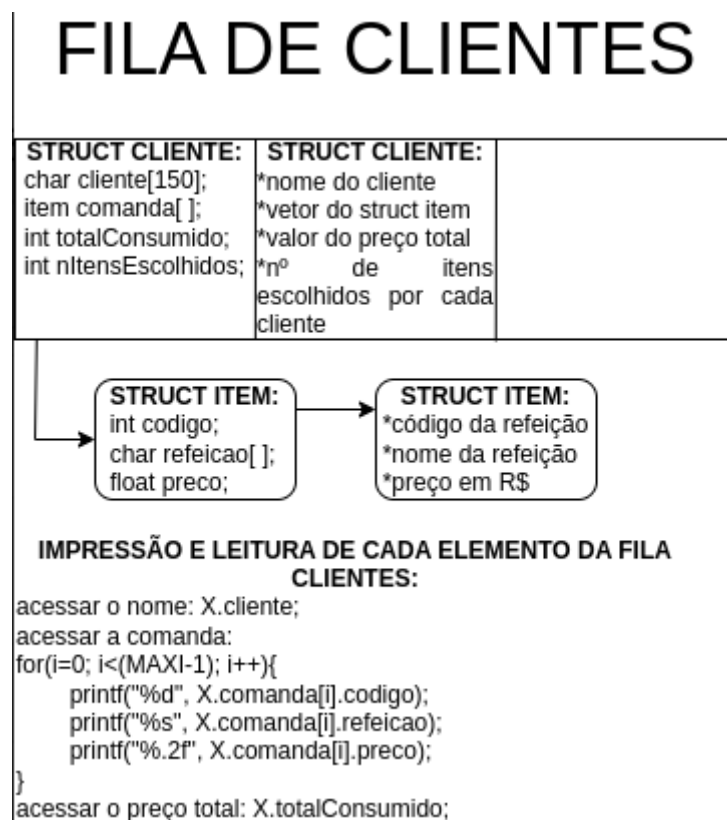 FILA DE CLIENTES
STRUCT CLIENTE:
char cliente[150];
item comanda[ ];
int totalConsumido;
int nItensEscolhidos;
STRUCT CLIENTE:
*nome do cliente
*vetor do struct item
*valor do preço total
*nº de itens
escolhidos por cada
cliente
STRUCT ITEM:
int codigo;
char refeicao[ ];
float preco;
STRUCT ITEM:
*código da refeição
*nome da refeição
*preço em R$
IMPRESSÃO E LEITURA DE CADA ELEMENTO DA FILA
CLIENTES:
acessar o nome: X.cliente;
acessar a comanda:
for(i=0; i<(MAXI-1); i++){
printf("%d", X.comanda[i].codigo);
printf("%s", X.comanda[i].refeicao);
printf("%.2f", X.comanda[i].preco);
}
acessar o preço total: X.totalConsumido;